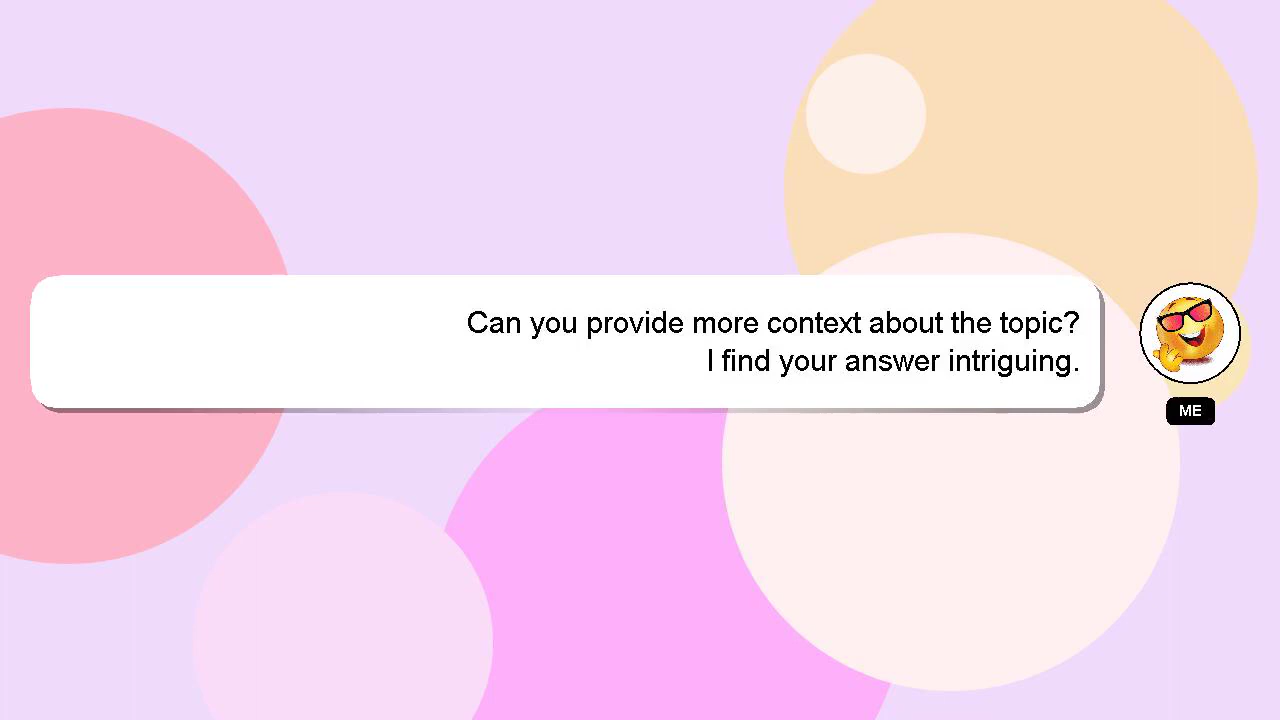 Can you provide more context about the topic?
I find your answer intriguing.
ME